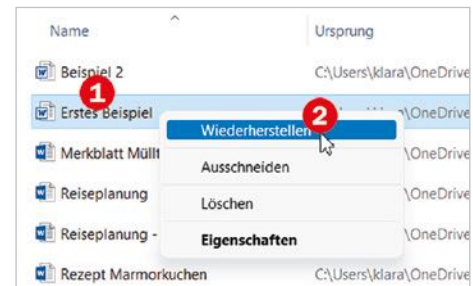 Name Ursprung
Beispiel 2 C:\Users\klara\OneDrive
1
Erstes Beispiel \OneDrive
2
Wiederherstellen
Merkblatt Müllt \OneDrive
Ausschneiden
Reiseplanung \OneDrive
Löschen
Reiseplanung - \OneDrive
Eigenschaften
Rezept Marmorkuchen C:\Users\klara\OneDrive